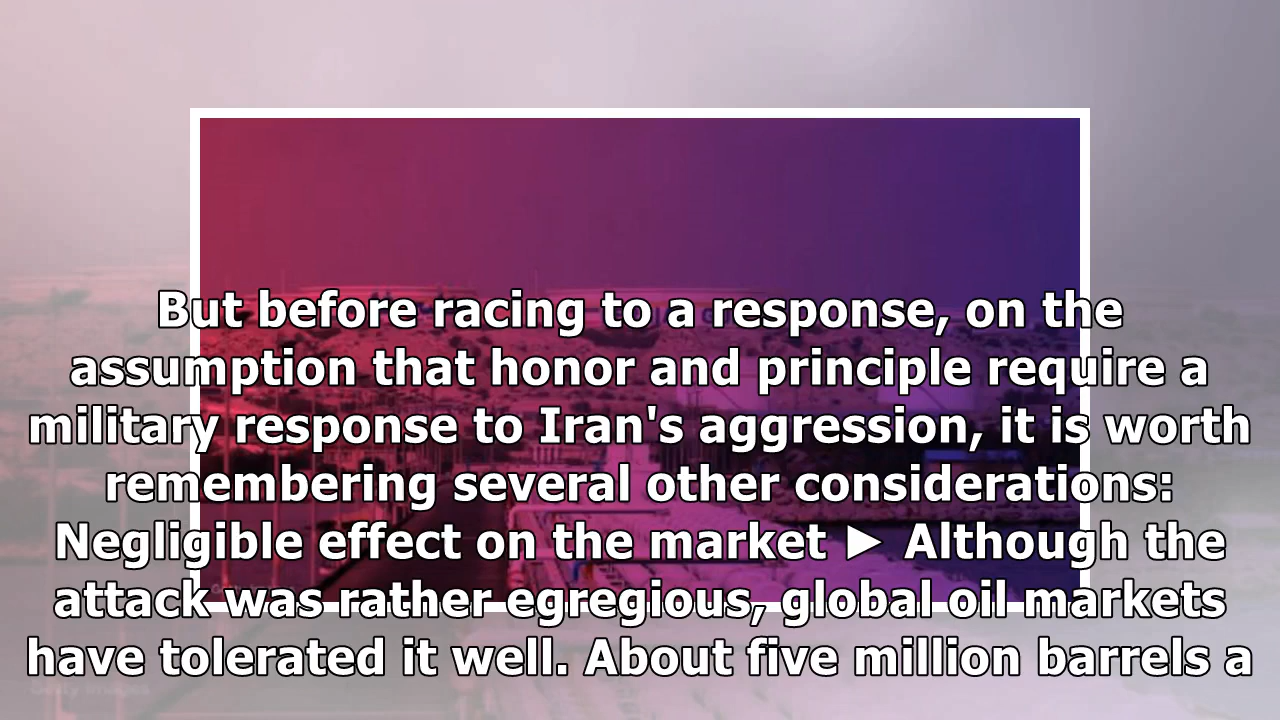 But before racing to a response, on the
assumption that honor and principle require a
military response to Iran's aggression, it is worth
remembering several other considerations:
Negligible effect on the market ► Although the
attack was rather egregious, global oil markets
have tolerated it well. About five million barrels a
Getty Images